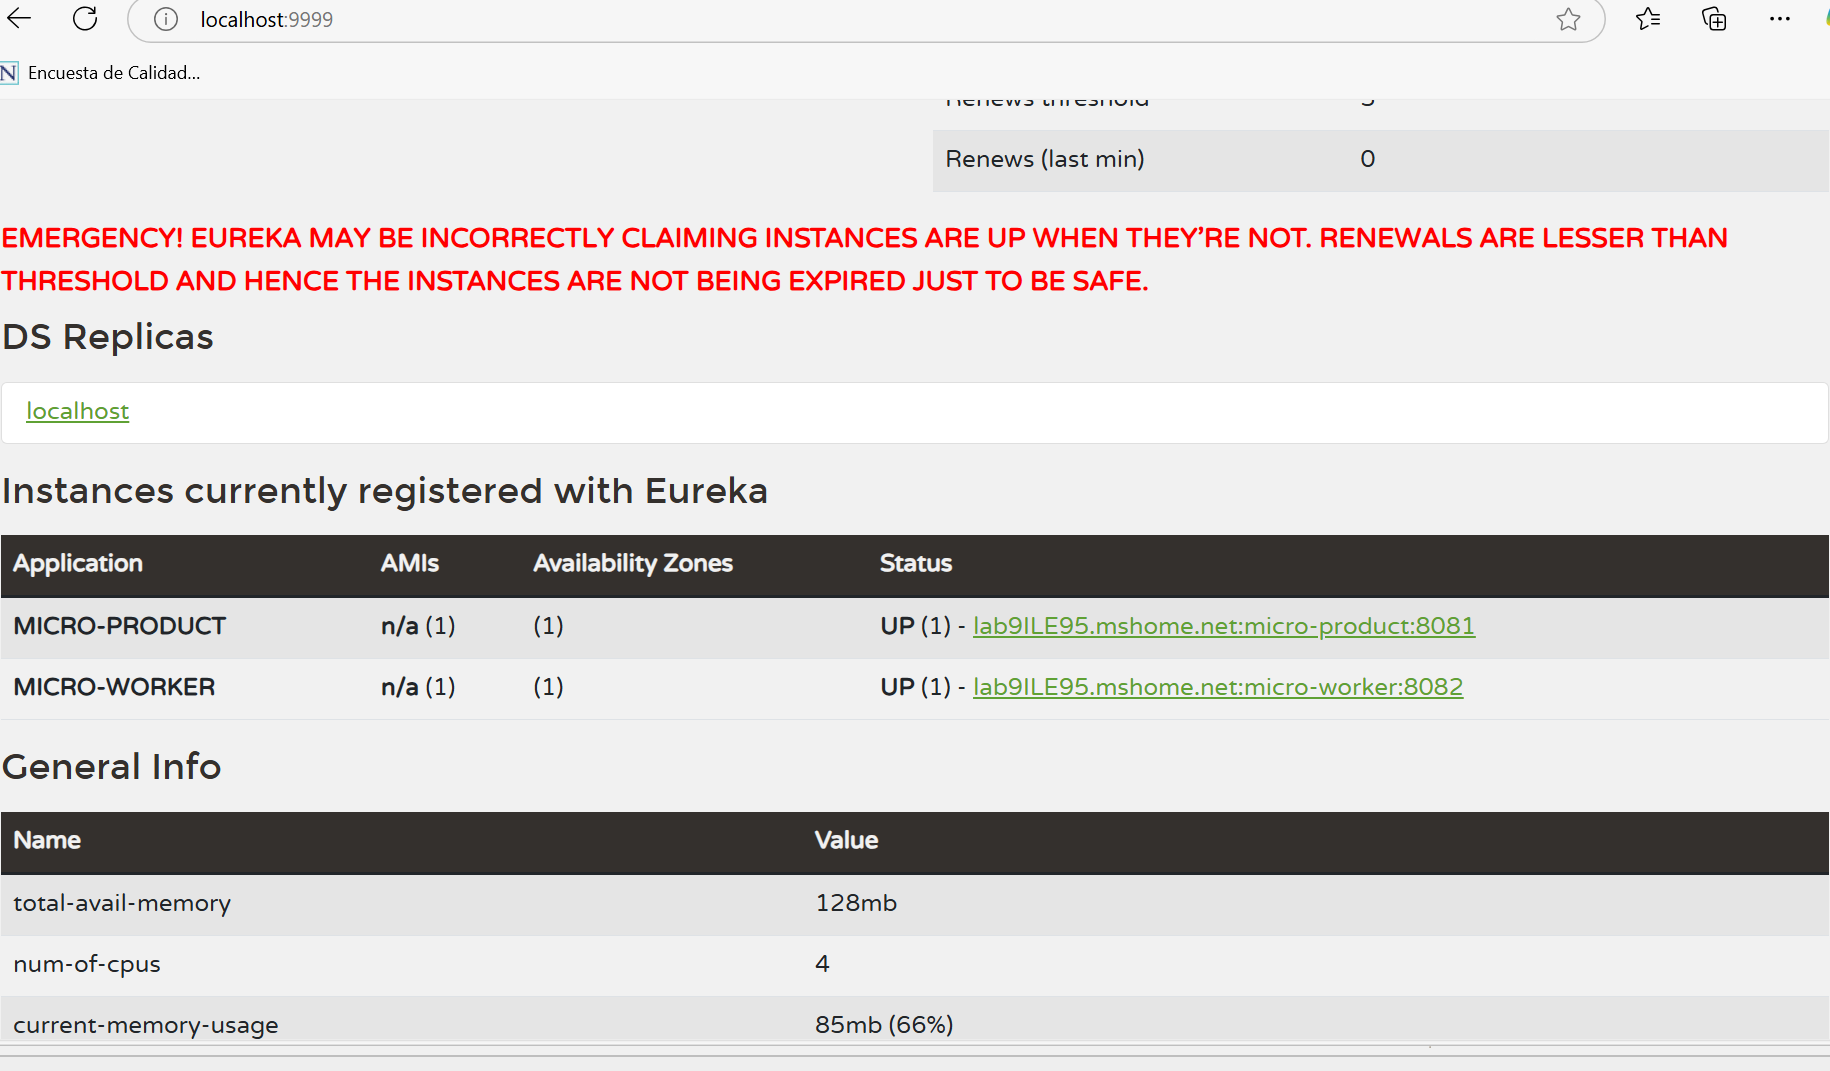 localhost:9999
Encuesta de Calidad...
Renews threshold
Renews (last min) 0
EMERGENCY! EUREKA MAY BE INCORRECTLY CLAIMING INSTANCES ARE UP WHEN THEY’RE NOT. RENEWALS ARE LESSER THAN
THRESHOLD AND HENCE THE INSTANCES ARE NOT BEING EXPIRED JUST TO BE SAFE.
DS Replicas
localhost
Instances currently registered with Eureka
Application AMIs Availability Zones Status
MICRO-PRODUCT n/a (1) (1) UP (1) - lab9ILE95.mshome.net:micro-product:8081
MICRO-WORKER n/a (1) (1) UP (1) - lab9ILE95.mshome.net:micro-worker:8082
General Info
Name Value
total-avail-memory 128mb
num-of-cpus 4
current-memory-usage 85mb (66%)